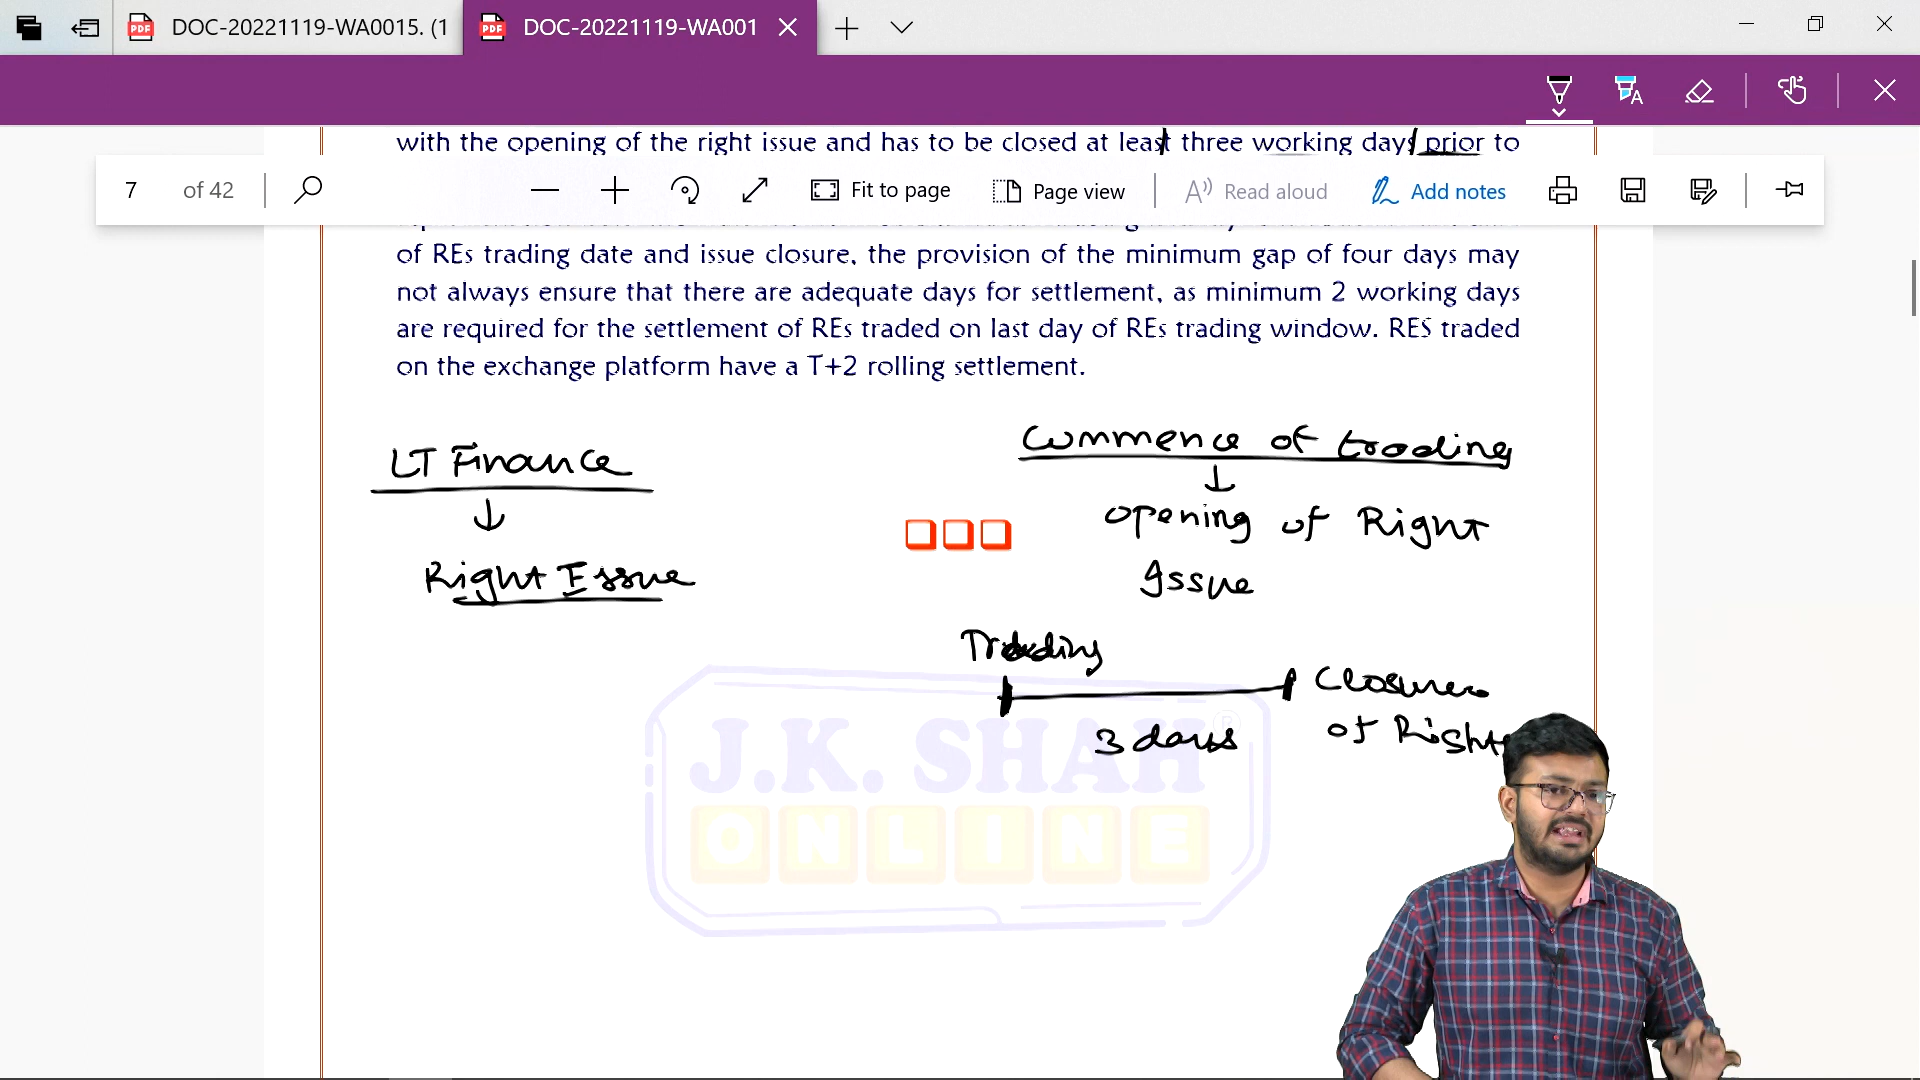 DOC-20221119-WA0015. (1
DOC-20221119-WA001
with the opening of the right issue and has to be closed at least three working days prior to
7 of 42 Fit to page Page view Read aloud Add notes
of REs trading date and issue closure, the provision of the minimum gap of four days may
not always ensure that there are adequate days for settlement, as minimum 2 working days
are required for the settlement of REs traded on last day of REs trading window. RES traded
on the exchange platform have a T+2 rolling settlement.
LT Finance
Right Issue
Commence of trading
opening of Right
Issue
Trading
3 days
Closure
of Rights
J.K. SHAH
ONLINE